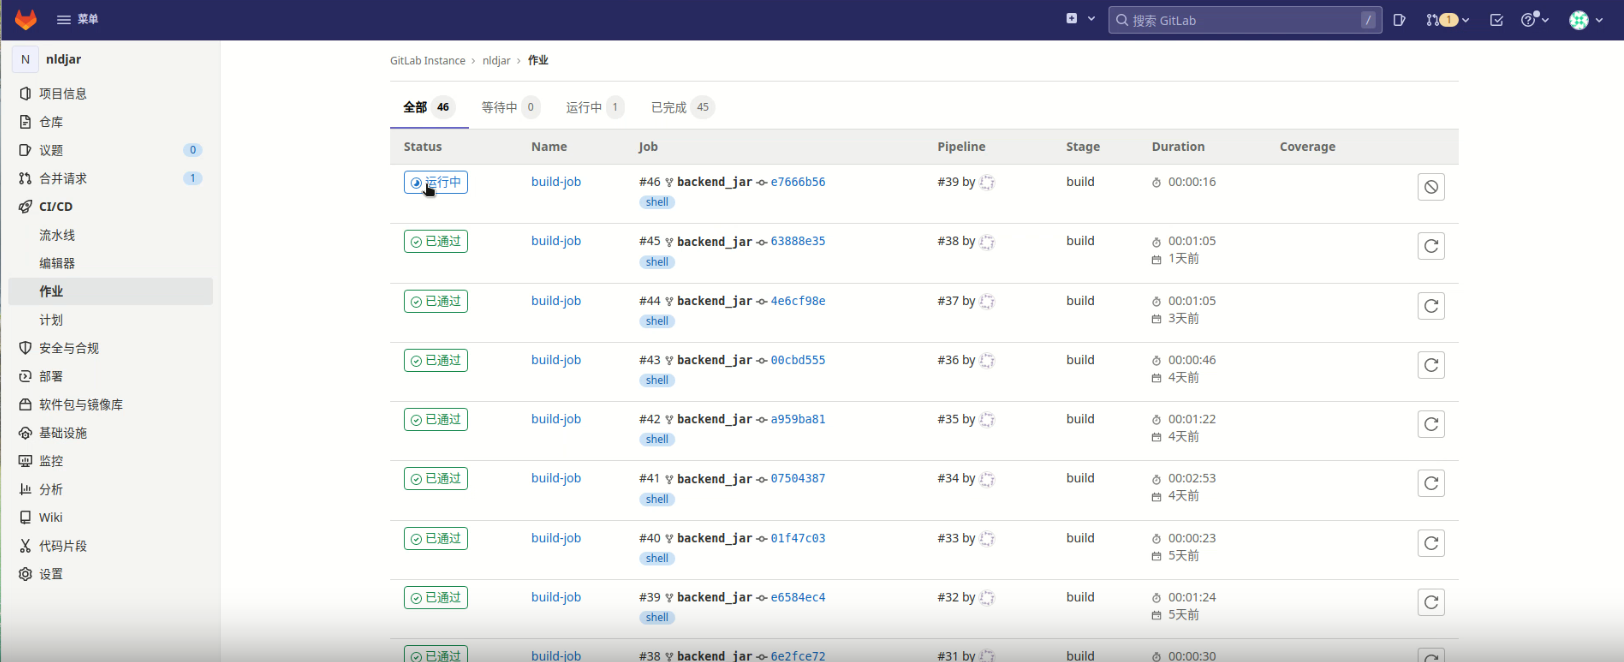 菜单
搜索 GitLab
/
1
N nldjar
项目信息
仓库
议题 0
合并请求 1
CI/CD
流水线
编辑器
作业
计划
安全与合规
部署
软件包与镜像库
基础设施
监控
分析
Wiki
代码片段
设置
GitLab Instance › nldjar › 作业
全部 46 等待中 0 运行中 1 已完成 45
Status Name Job Pipeline Stage Duration Coverage
运行中 build-job #46 backend_jar e7666b56 #39 by build 00:00:16
shell
已通过 build-job #45 backend_jar 63888e35 #38 by build 00:01:05
shell 1天前
已通过 build-job #44 backend_jar 4e6cf98e #37 by build 00:01:05
shell 3天前
已通过 build-job #43 backend_jar 00cbd555 #36 by build 00:00:46
shell 4天前
已通过 build-job #42 backend_jar a959ba81 #35 by build 00:01:22
shell 4天前
已通过 build-job #41 backend_jar 07504387 #34 by build 00:02:53
shell 4天前
已通过 build-job #40 backend_jar 01f47c03 #33 by build 00:00:23
shell 5天前
已通过 build-job #39 backend_jar e6584ec4 #32 by build 00:01:24
shell 5天前
已通过 build-job #38 backend_jar 6e2fce72 #31 by build 00:00:30